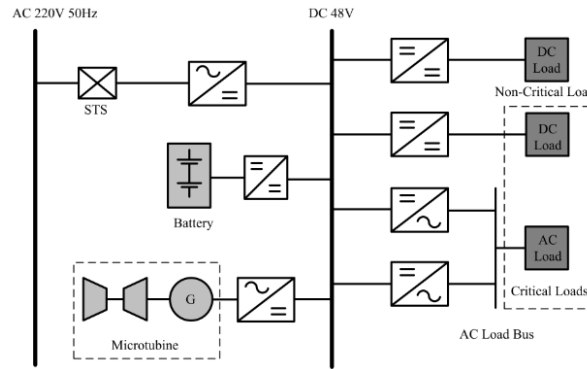 AC 220V 50Hz
DC 48V
STS
DC
Load
Non-Critical Loa
DC
Load
Battery
AC
Load
Critical Loads
G
Microtubine
AC Load Bus